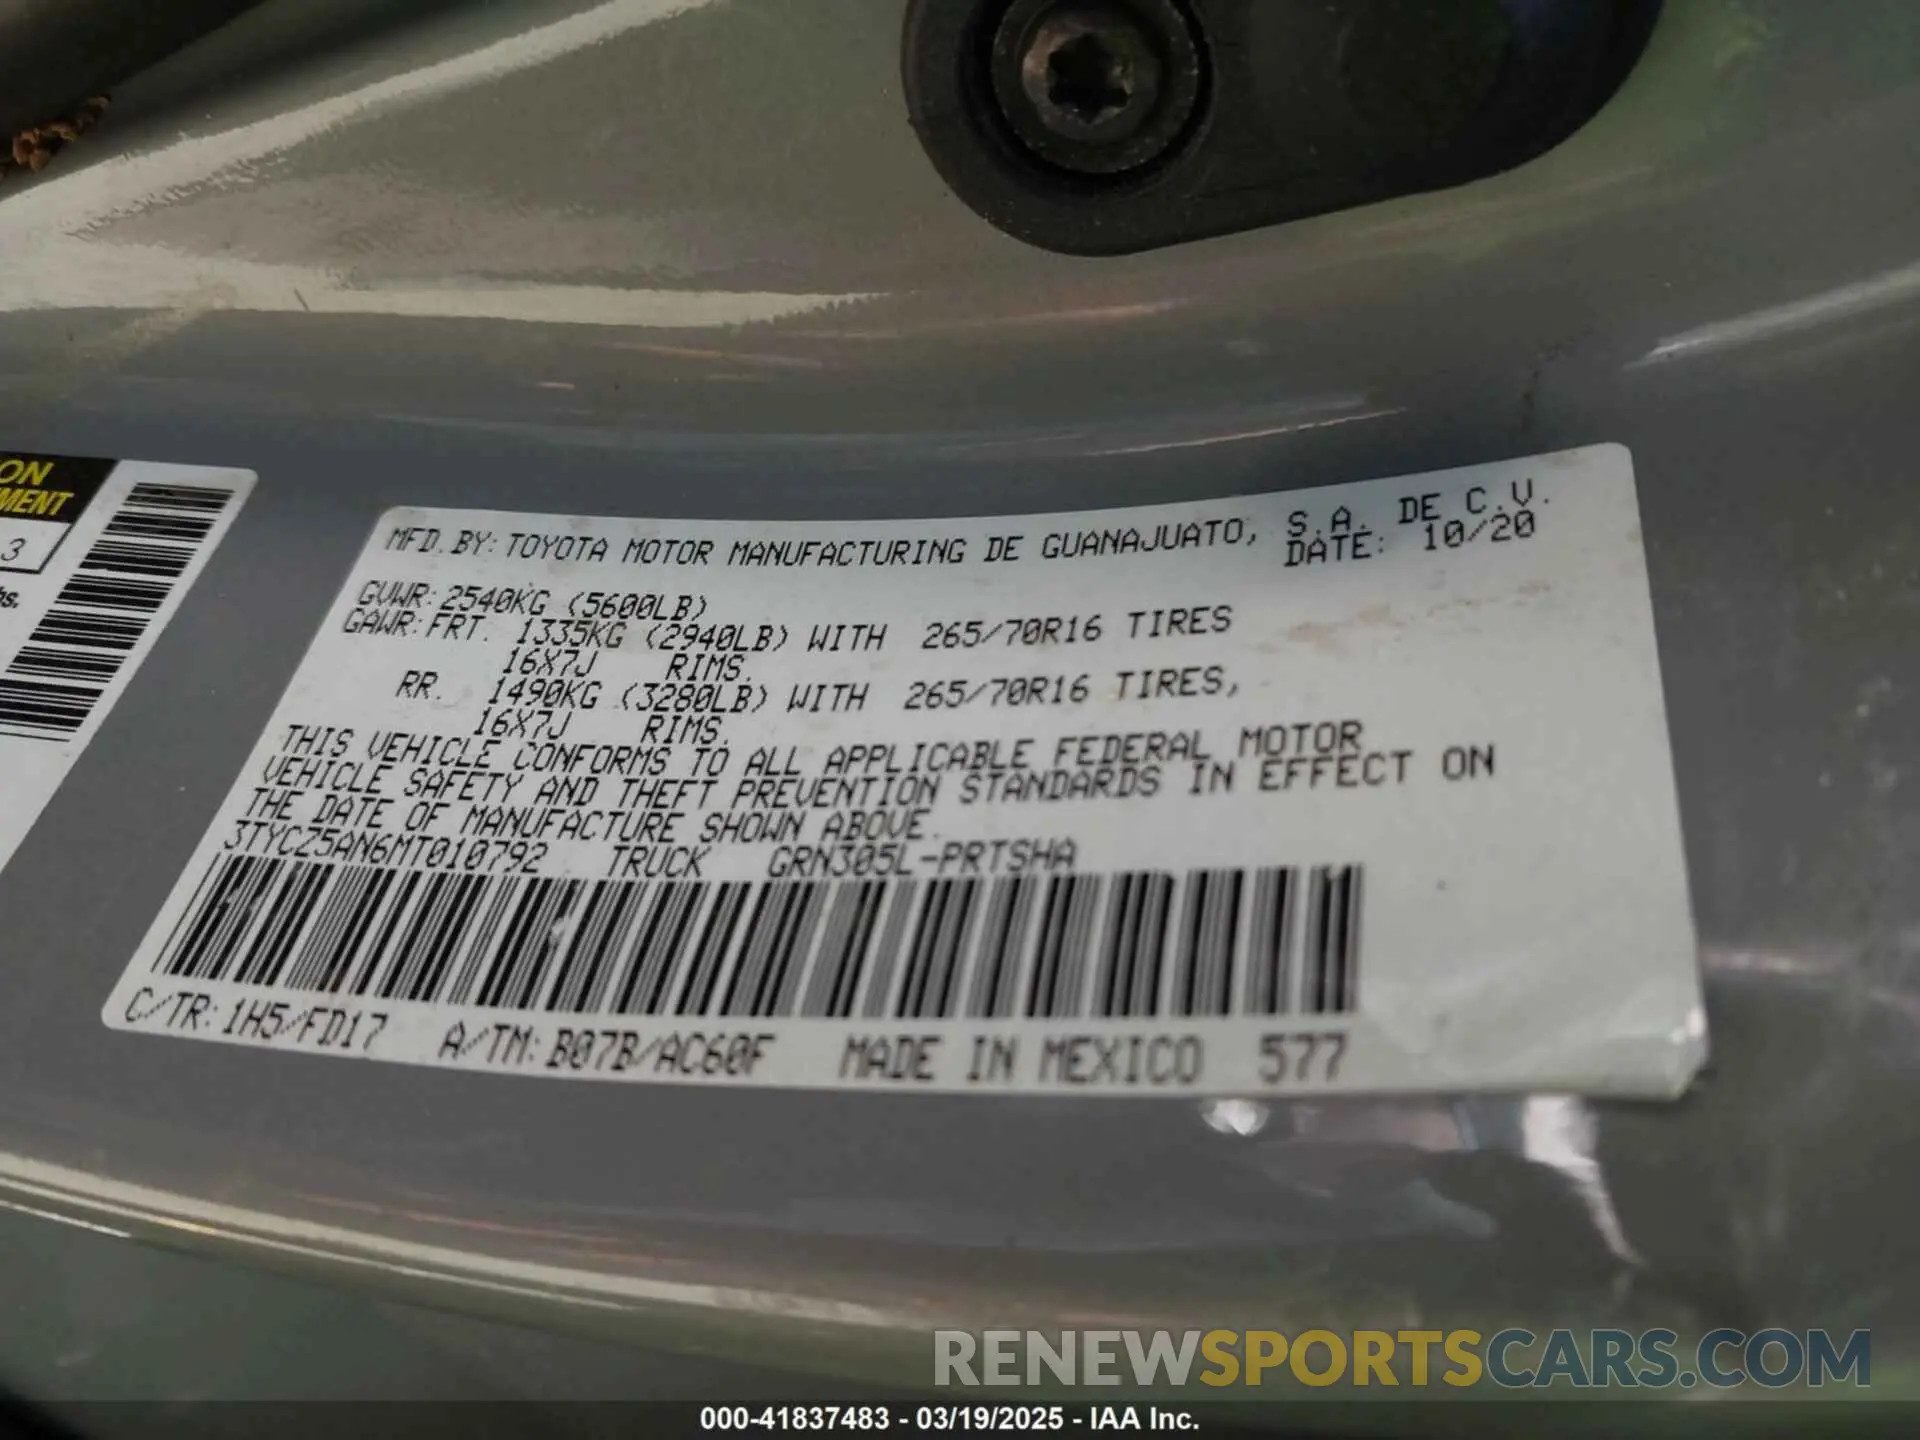 MFD. BY: TOYOTA MOTOR MANUFACTURING DE GUANAJUATO, S.A. DE C.V.
DATE: 10/20
GVWR: 2540KG (5600LB)
GAWR: FRT. 1335KG (2940LB) WITH 265/70R16 TIRES
16X7J RIMS.
RR. 1490KG (3280LB) WITH 265/70R16 TIRES,
16X7J RIMS.
THIS VEHICLE CONFORMS TO ALL APPLICABLE FEDERAL MOTOR
VEHICLE SAFETY AND THEFT PREVENTION STANDARDS IN EFFECT ON
THE DATE OF MANUFACTURE SHOWN ABOVE.
3TYCZ5AN6MT010792 TRUCK GRN305L-PRTSHA
C/TR: 1H5/FD17 A/TM: B07B/AC60F MADE IN MEXICO 577
ON
MENT
3
RENEWSPORTSCARS.COM
000-41837483 - 03/19/2025 - IAA Inc.